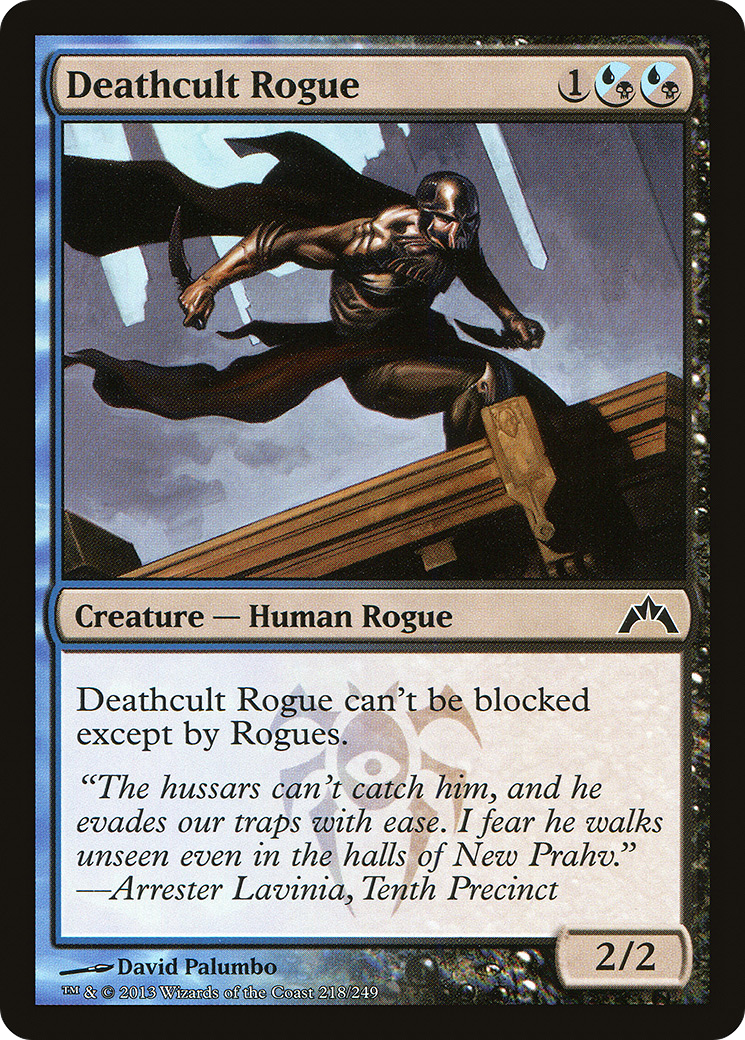 Deathcult Rogue 1
Creature — Human Rogue
Deathcult Rogue can't be blocked
except by Rogues.
“The hussars can't catch him, and he
evades our traps with ease. I fear he walks
unseen even in the halls of New Prahv.”
—Arrester Lavinia, Tenth Precinct
2/2
David Palumbo
™ & © 2013 Wizards of the Coast 218/249